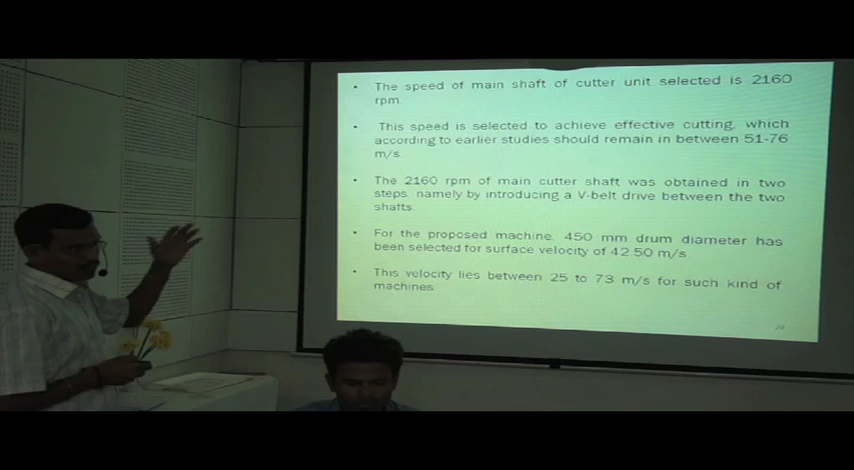 • The speed of main shaft of cutter unit selected is 2160
rpm.
• This speed is selected to achieve effective cutting, which
according to earlier studies should remain in between 51-76
m/s.
• The 2160 rpm of main cutter shaft was obtained in two
steps, namely by introducing a V-belt drive between the two
shafts.
• For the proposed machine, 450 mm drum diameter has
been selected for surface velocity of 42.50 m/s.
• This velocity lies between 25 to 73 m/s for such kind of
machines.